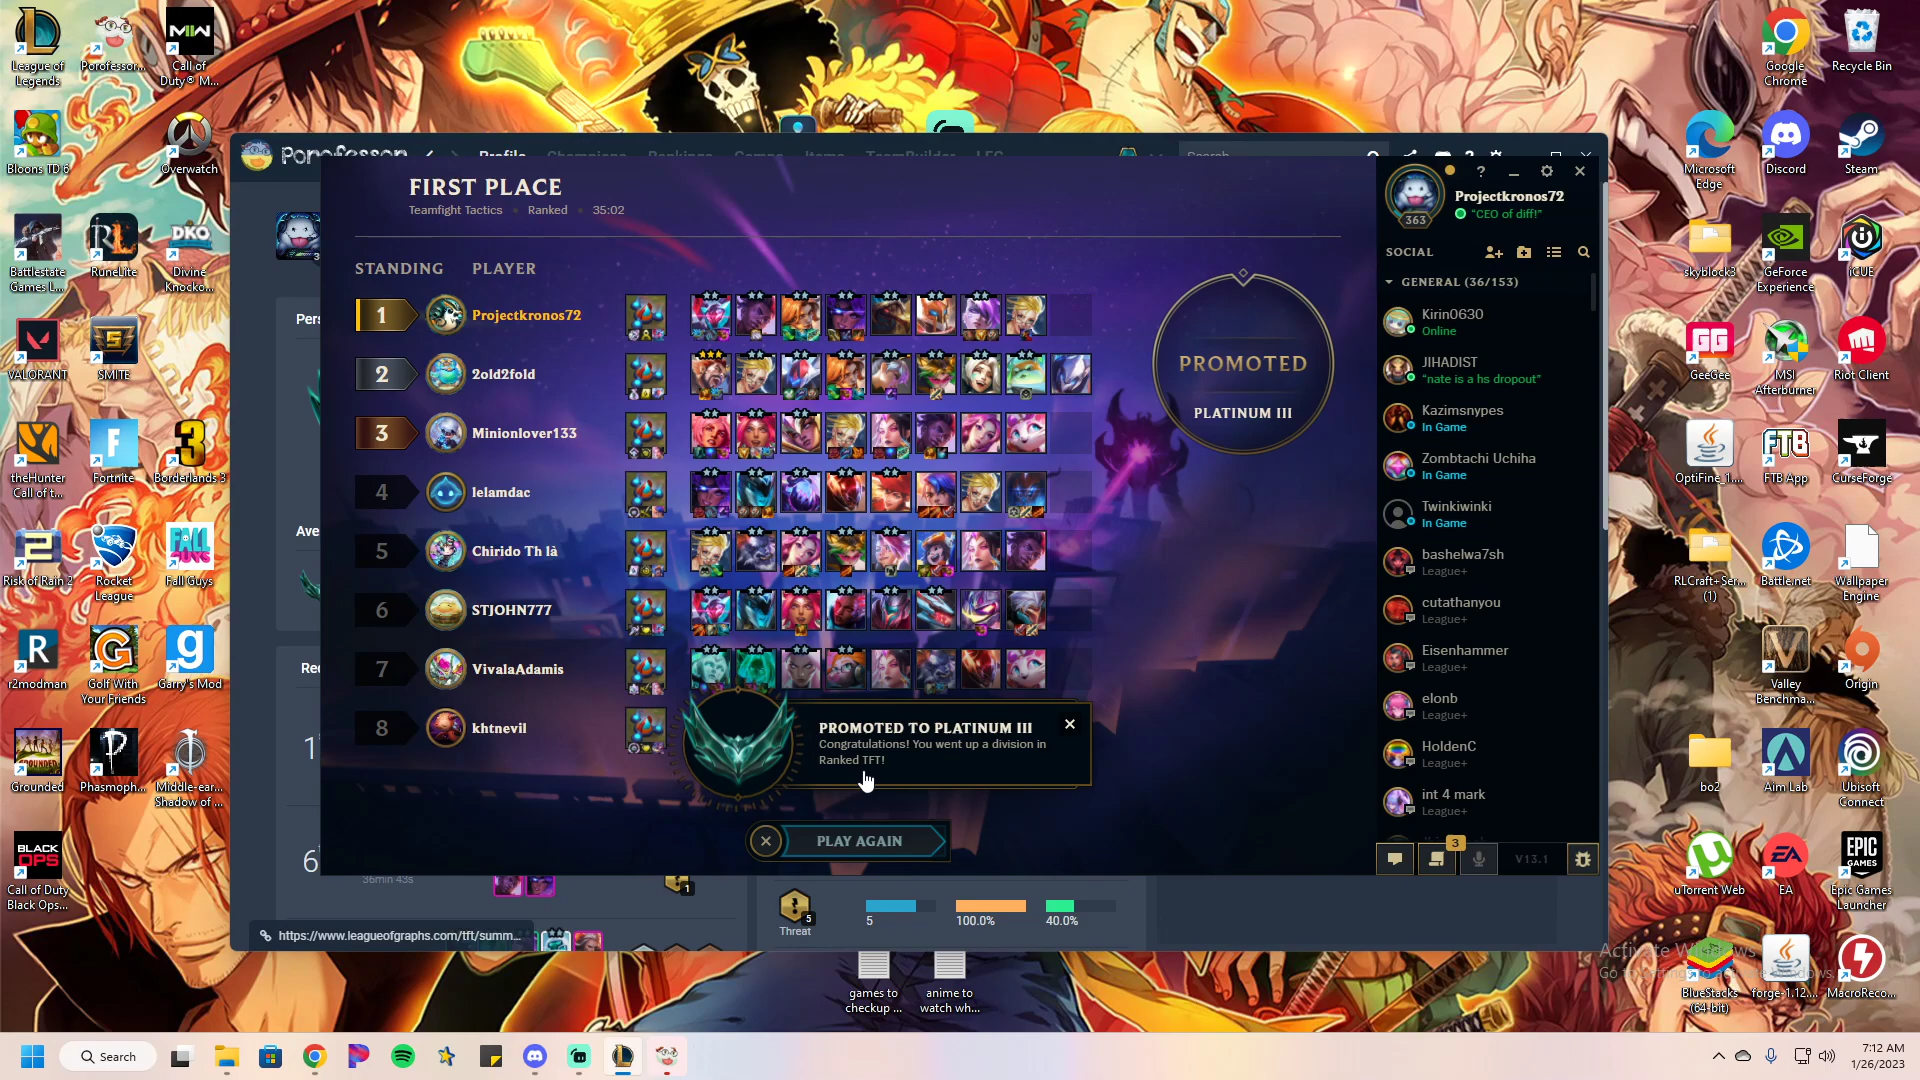 League of
Legends
Porofessor...
Call of
Duty® M...
Bloons TD 6
Overwatch
Battlestate
Games L...
RuneLite
Divine
Knocko...
VALORANT
SMITE
theHunter
Call of t...
Fortnite
Borderlands 3
Risk of Rain 2
Rocket
League
Fall Guys
r2modman
Golf With
Your Friends
Garry's Mod
Grounded
Phasmoph...
Middle-ear...
Shadow of ...
Call of Duty
Black Ops...
Google
Chrome
Recycle Bin
Microsoft
Edge
Discord
Steam
skyblock3
GeForce
Experience
iCUE
GeeGee
MSI
Afterburner
Riot Client
OptiFine_1....
FTB App
CurseForge
RLCraft+Ser...
(1)
Battle.net
Wallpaper
Engine
Valley
Benchma...
Origin
bo2
Aim Lab
Ubisoft
Connect
uTorrent Web
EA
Epic Games
Launcher
BlueStacks
(64-bit)
forge-1.12....
MacroReco...
games to
checkup ...
anime to
watch wh...
FIRST PLACE
Teamfight Tactics • Ranked • 35:02
STANDING PLAYER
1 Projectkronos72
2 2old2fold
3 Minionlover133
4 lelamdac
5 Chirido Th là
6 STJOHN777
7 VivalaAdamis
8 khtnevil
PROMOTED
PLATINUM III
PROMOTED TO PLATINUM III
Congratulations! You went up a division in
Ranked TFT!
PLAY AGAIN
Projectkronos72
"CEO of diff!"
363
SOCIAL
GENERAL (36/153)
Kirin0630
Online
JIHADIST
"nate is a hs dropout"
Kazimsnypes
In Game
Zombtachi Uchiha
In Game
Twinkiwinki
In Game
bashelwa7sh
League+
cutathanyou
League+
Eisenhammer
League+
elonb
League+
HoldenC
League+
int 4 mark
League+
3
V13.1
36min 43s
1
5
Threat
5
100.0%
40.0%
https://www.leagueofgraphs.com/tft/summ...
Activate Windows
Search
7:12 AM
1/26/2023